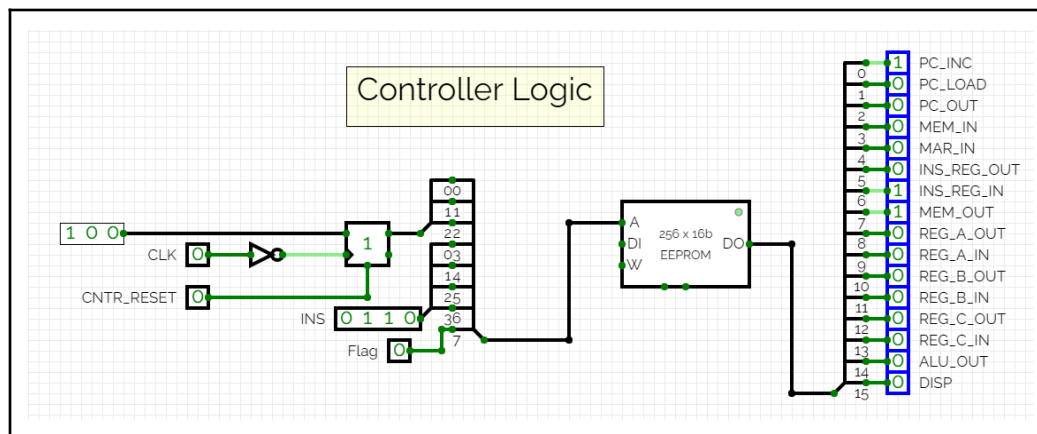 Controller Logic
1 0 0
CLK 0
CNTR_RESET 0
1
INS 0 1 1 0
Flag 0
00
11
22
03
14
25
36
7
A
DI
W
256 x 16b
EEPROM
DO
1 PC_INC
0
0 PC_LOAD
1
0 PC_OUT
2
0 MEM_IN
3
0 MAR_IN
4
0 INS_REG_OUT
5
1 INS_REG_IN
6
1 MEM_OUT
7
0 REG_A_OUT
8
0 REG_A_IN
9
0 REG_B_OUT
10
0 REG_B_IN
11
0 REG_C_OUT
12
0 REG_C_IN
13
0 ALU_OUT
14
0 DISP
15